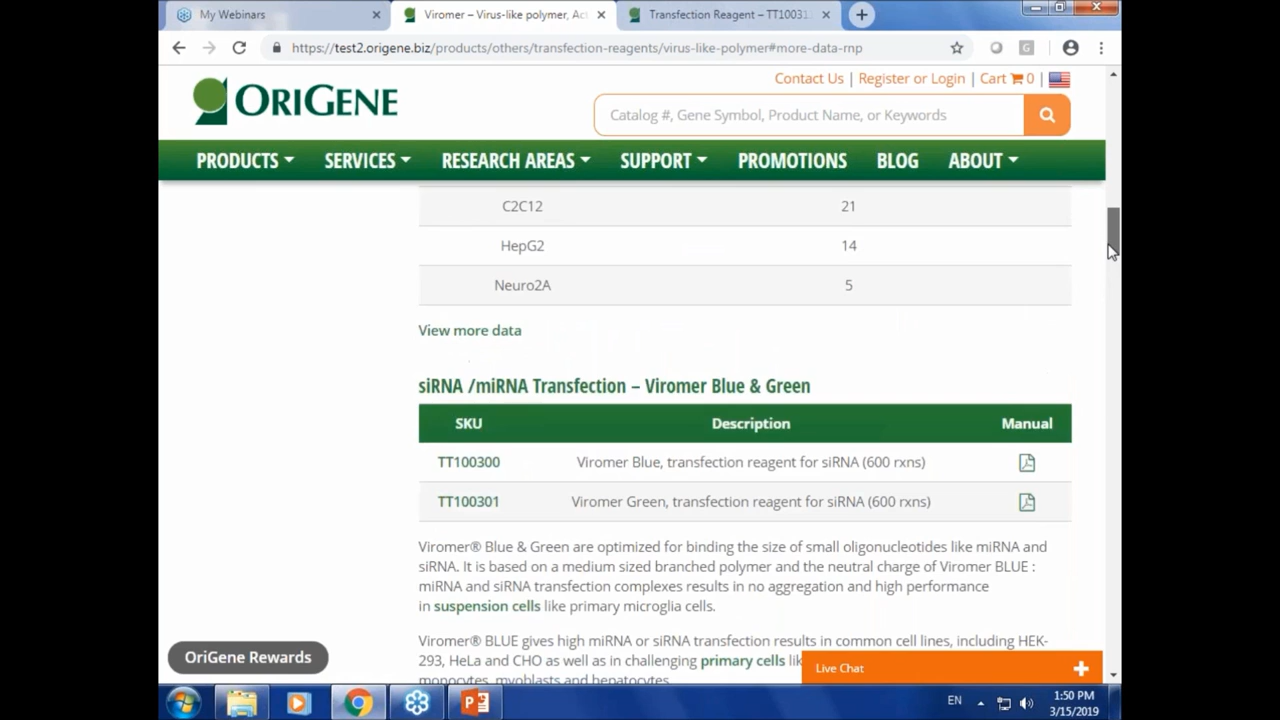 My Webinars
Viromer – Virus-like polymer, Act
Transfection Reagent – TT10031
https://test2.origene.biz/products/others/transfection-reagents/virus-like-polymer#more-data-rnp
Contact Us | Register or Login | Cart 0 |
ORIGENE
Catalog #, Gene Symbol, Product Name, or Keywords
PRODUCTS SERVICES RESEARCH AREAS SUPPORT PROMOTIONS BLOG ABOUT
C2C12 21
HepG2 14
Neuro2A 5
View more data
siRNA /miRNA Transfection – Viromer Blue & Green
SKU Description Manual
TT100300 Viromer Blue, transfection reagent for siRNA (600 rxns)
TT100301 Viromer Green, transfection reagent for siRNA (600 rxns)
Viromer® Blue & Green are optimized for binding the size of small oligonucleotides like miRNA and
siRNA. It is based on a medium sized branched polymer and the neutral charge of Viromer BLUE :
miRNA and siRNA transfection complexes results in no aggregation and high performance
in suspension cells like primary microglia cells.
Viromer® BLUE gives high miRNA or siRNA transfection results in common cell lines, including HEK-
293, HeLa and CHO as well as in challenging primary cells
monocytes, myoblasts and hepatocytes.
OriGene Rewards
Live Chat +
EN
1:50 PM
3/15/2019